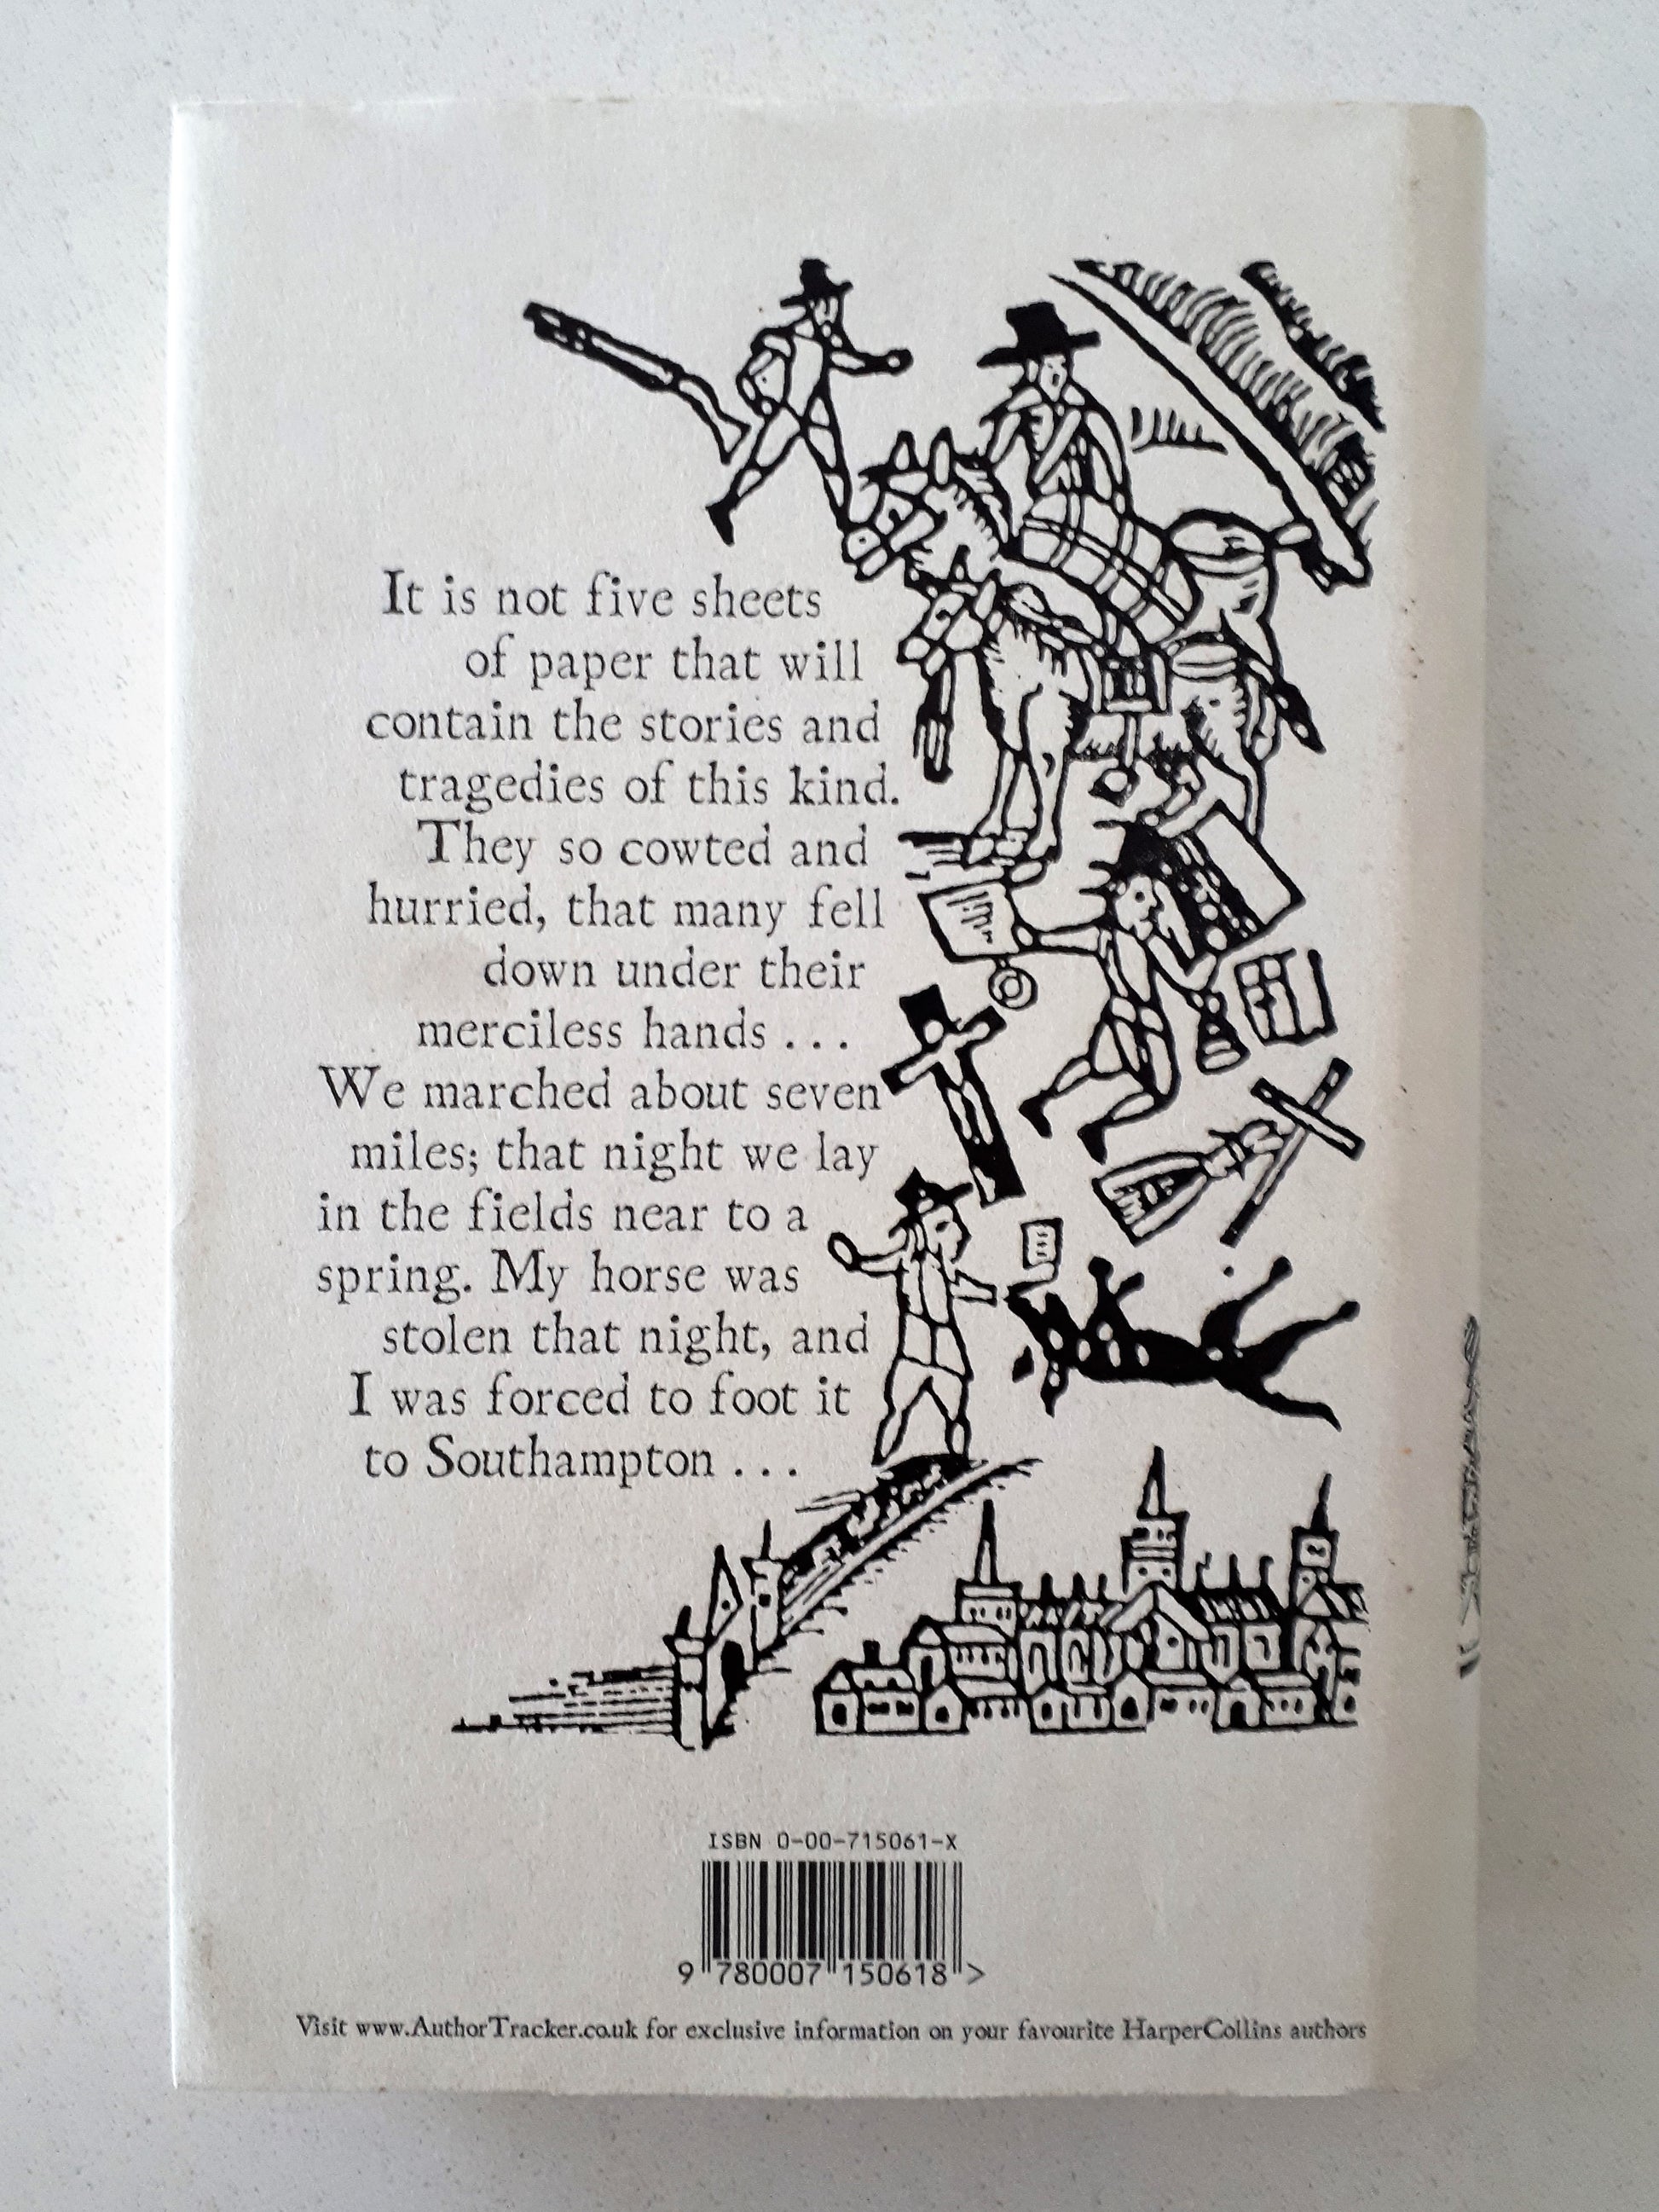 It is not five sheets
of paper that will
contain the stories and
tragedies of this kind.
They so cowted and
hurried, that many fell
down under their
merciless hands . . .
We marched about seven
miles; that night we lay
in the fields near to a
spring. My horse was
stolen that night, and
I was forced to foot it
to Southampton . . .
ISBN 0-00-715061-X
9 780007 150618 >
Visit www.AuthorTracker.co.uk for exclusive information on your favourite HarperCollins authors